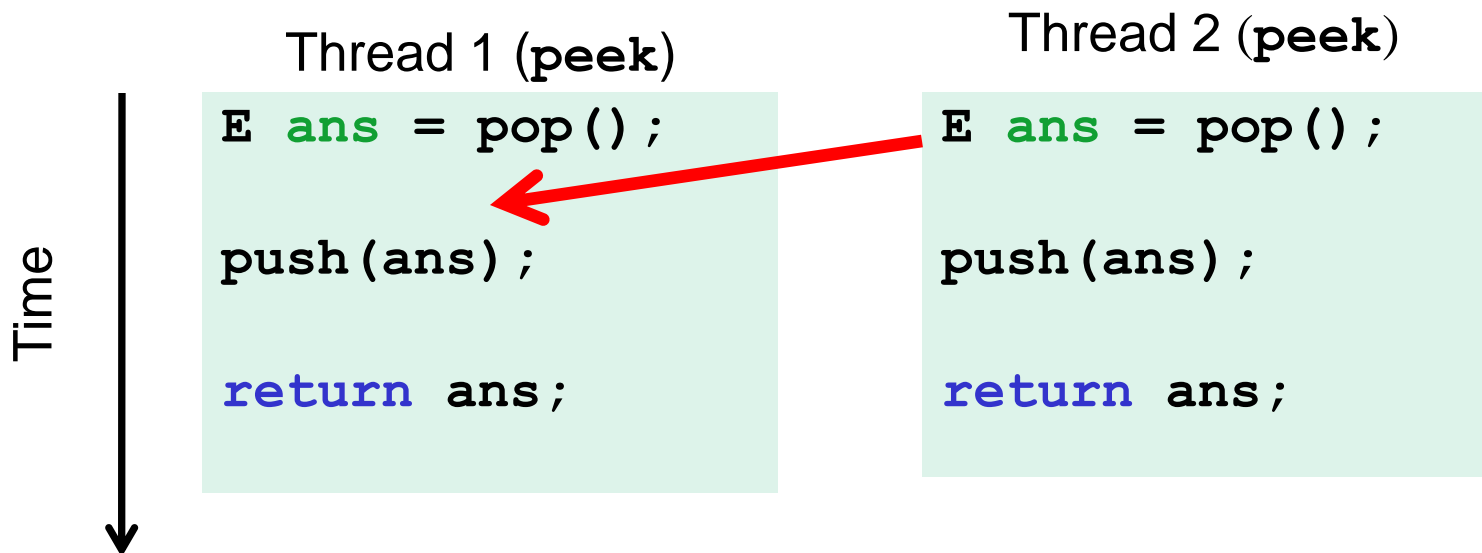 Thread 1 (peek)
E ans = pop();
push(ans);
return ans;
Thread 2 (peek)
E ans = pop();
push(ans);
return ans;
Time